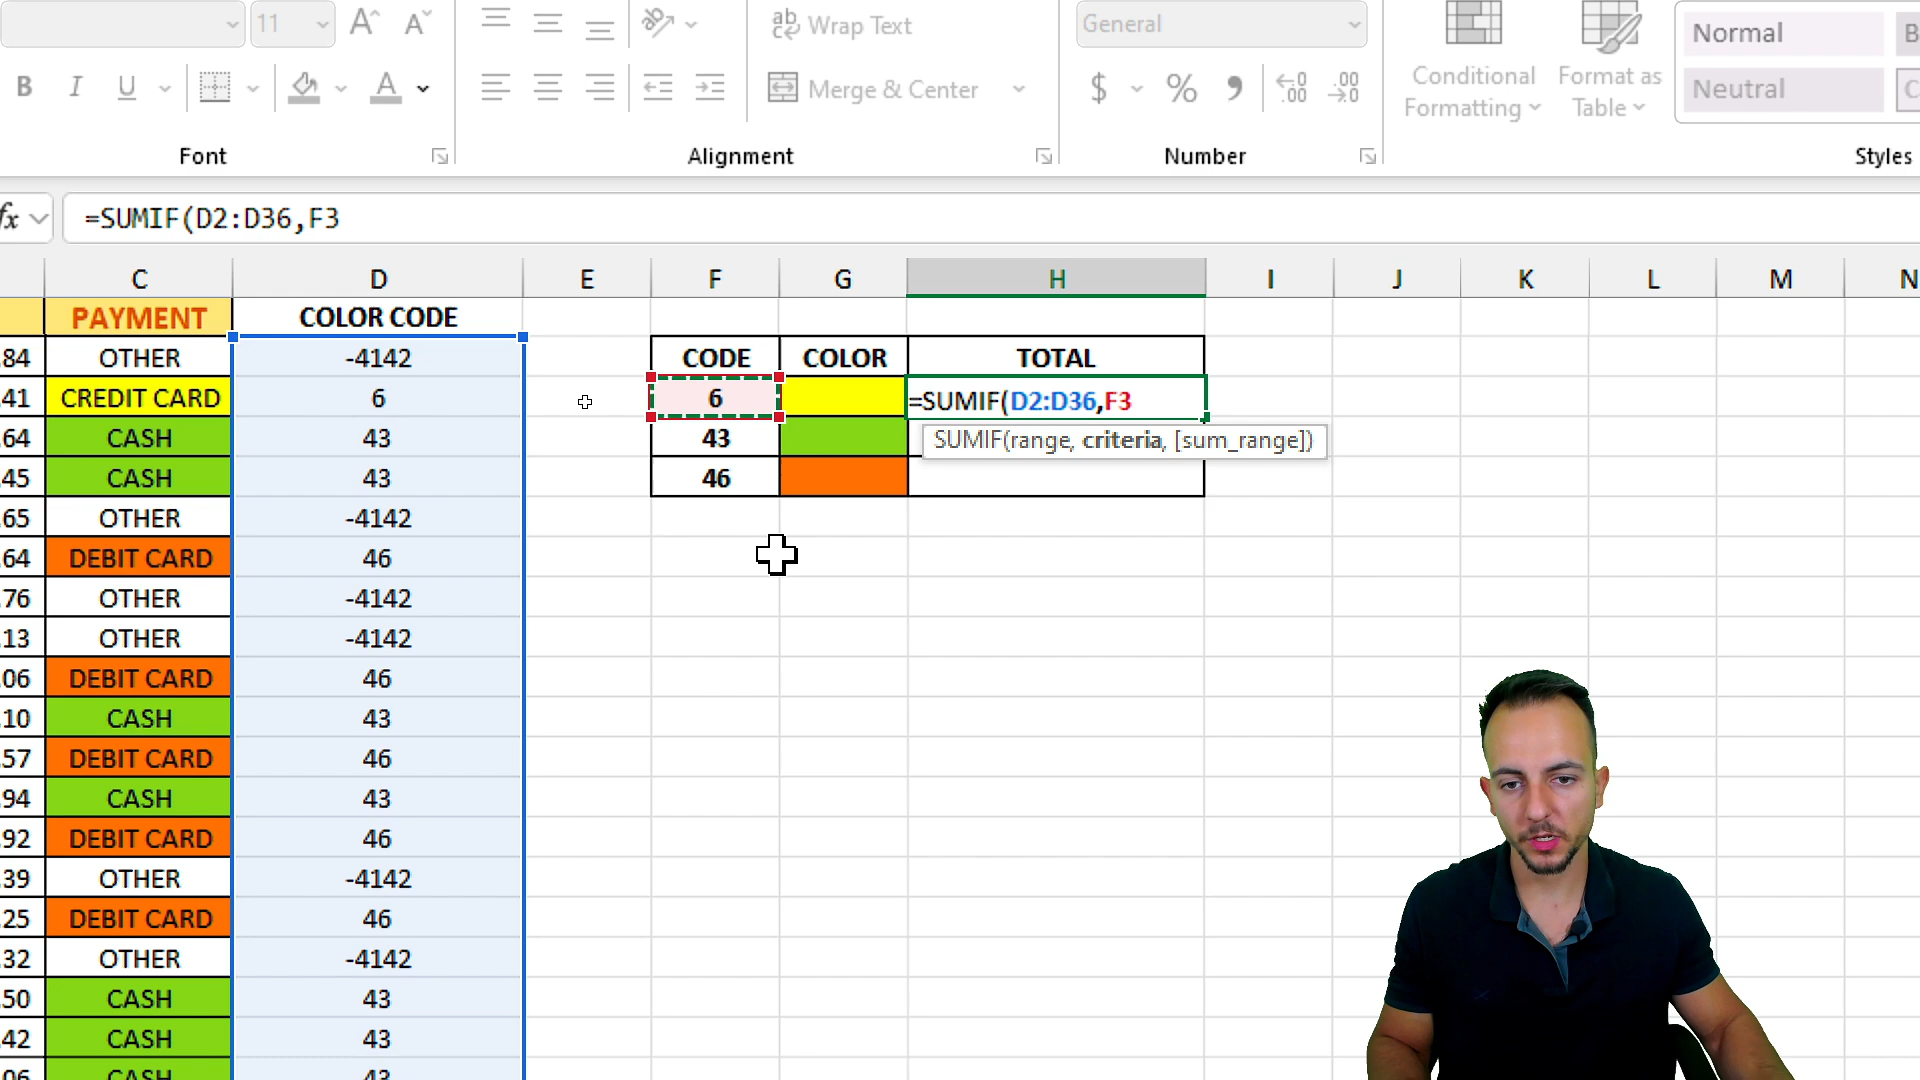 11 A A ab Wrap Text General Normal B
B I U A Merge & Center $ % Conditional Formatting Format as Table Neutral C
Font Alignment Number Styles
fx =SUMIF(D2:D36,F3
C D E F G H I J K L M N
PAYMENT COLOR CODE
.84 OTHER -4142 CODE COLOR TOTAL
.41 CREDIT CARD 6 6 =SUMIF(D2:D36,F3
.64 CASH 43 43 SUMIF(range, criteria, [sum_range])
.45 CASH 43 46
.65 OTHER -4142
.64 DEBIT CARD 46
.76 OTHER -4142
.13 OTHER -4142
.06 DEBIT CARD 46
.10 CASH 43
.57 DEBIT CARD 46
.94 CASH 43
.92 DEBIT CARD 46
.39 OTHER -4142
.25 DEBIT CARD 46
.32 OTHER -4142
.50 CASH 43
.42 CASH 43
.06 CASH 43